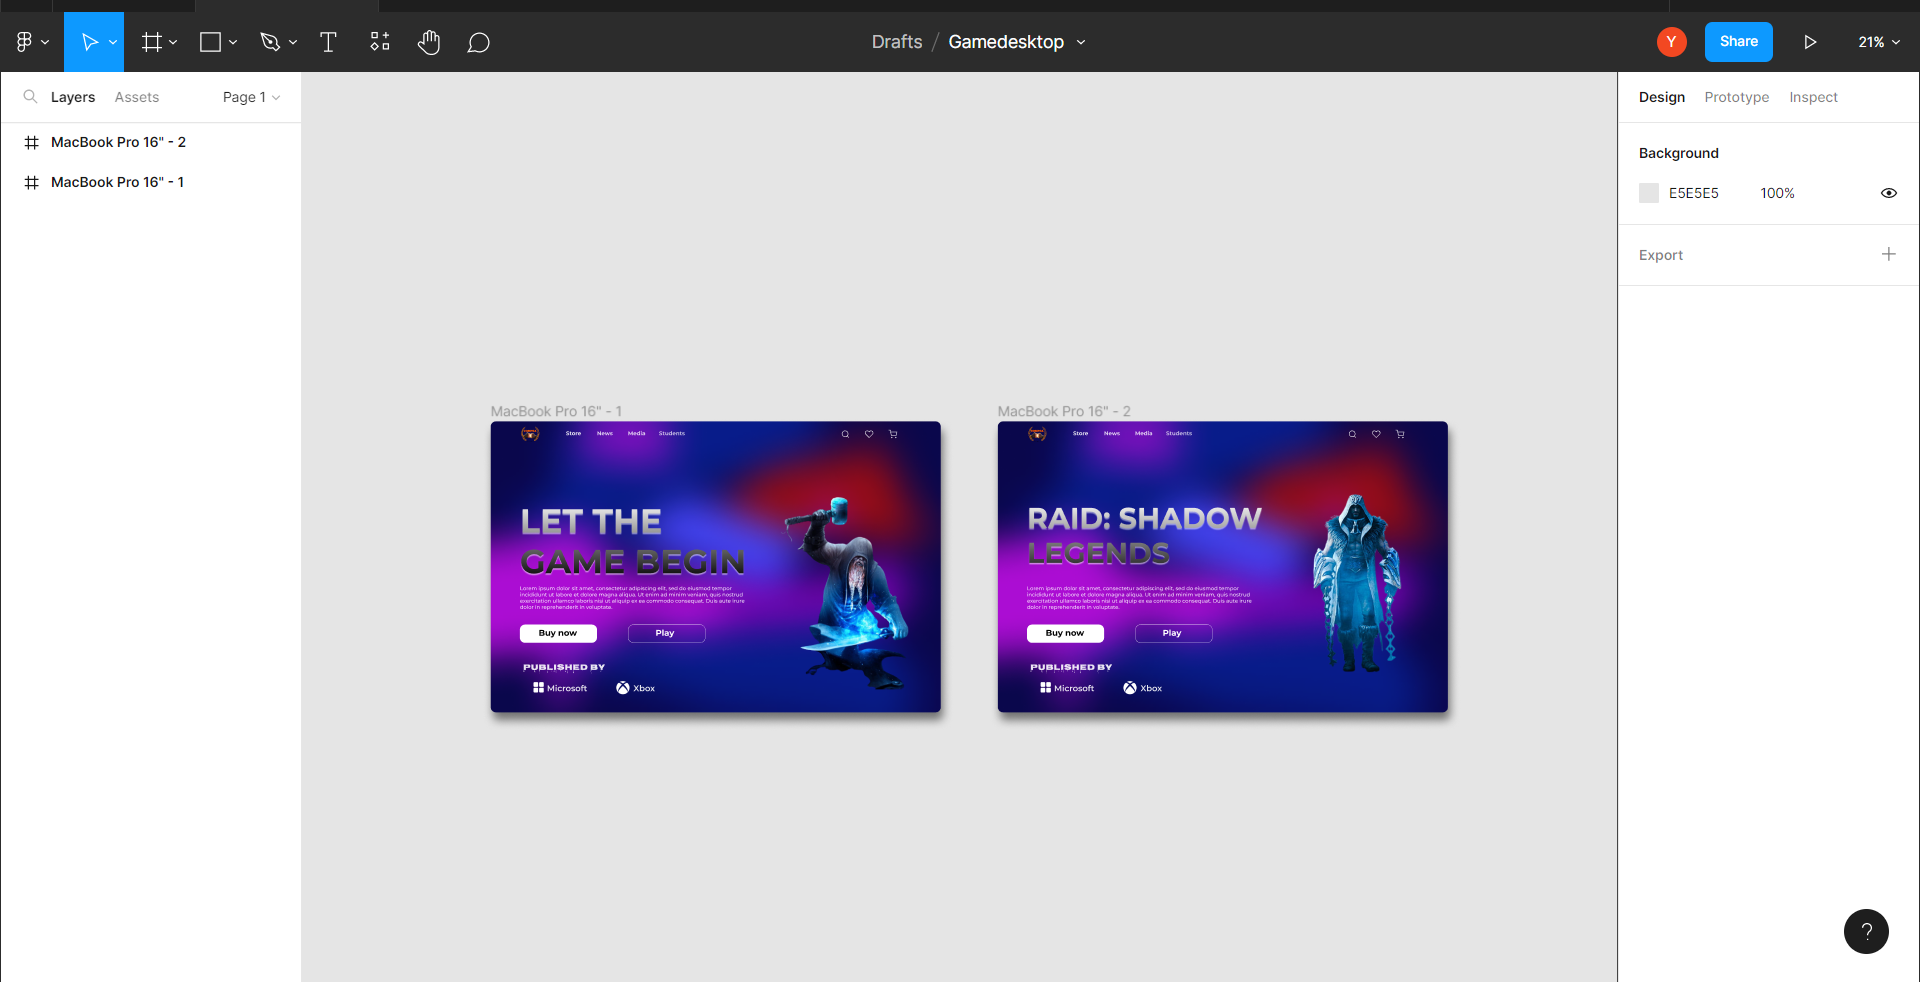 Drafts / Gamedesktop
Y
Share
21%
Layers
Assets
Page 1
MacBook Pro 16" - 2
MacBook Pro 16" - 1
Design
Prototype
Inspect
Background
E5E5E5
100%
Export
?
MacBook Pro 16" - 1
Store
News
Media
Students
LET THE
GAME BEGIN
Lorem ipsum dolor sit amet, consectetur adipiscing elit, sed do eiusmod tempor
incididunt ut labore et dolore magna aliqua. Ut enim ad minim veniam, quis nostrud
exercitation ullamco laboris nisi ut aliquip ex ea commodo consequat. Duis aute irure
dolor in reprehenderit in voluptate.
Buy now
Play
PUBLISHED BY
Microsoft
Xbox
MacBook Pro 16" - 2
Store
News
Media
Students
RAID: SHADOW
LEGENDS
Lorem ipsum dolor sit amet, consectetur adipiscing elit, sed do eiusmod tempor
incididunt ut labore et dolore magna aliqua. Ut enim ad minim veniam, quis nostrud
exercitation ullamco laboris nisi ut aliquip ex ea commodo consequat. Duis aute irure
dolor in reprehenderit in voluptate.
Buy now
Play
PUBLISHED BY
Microsoft
Xbox